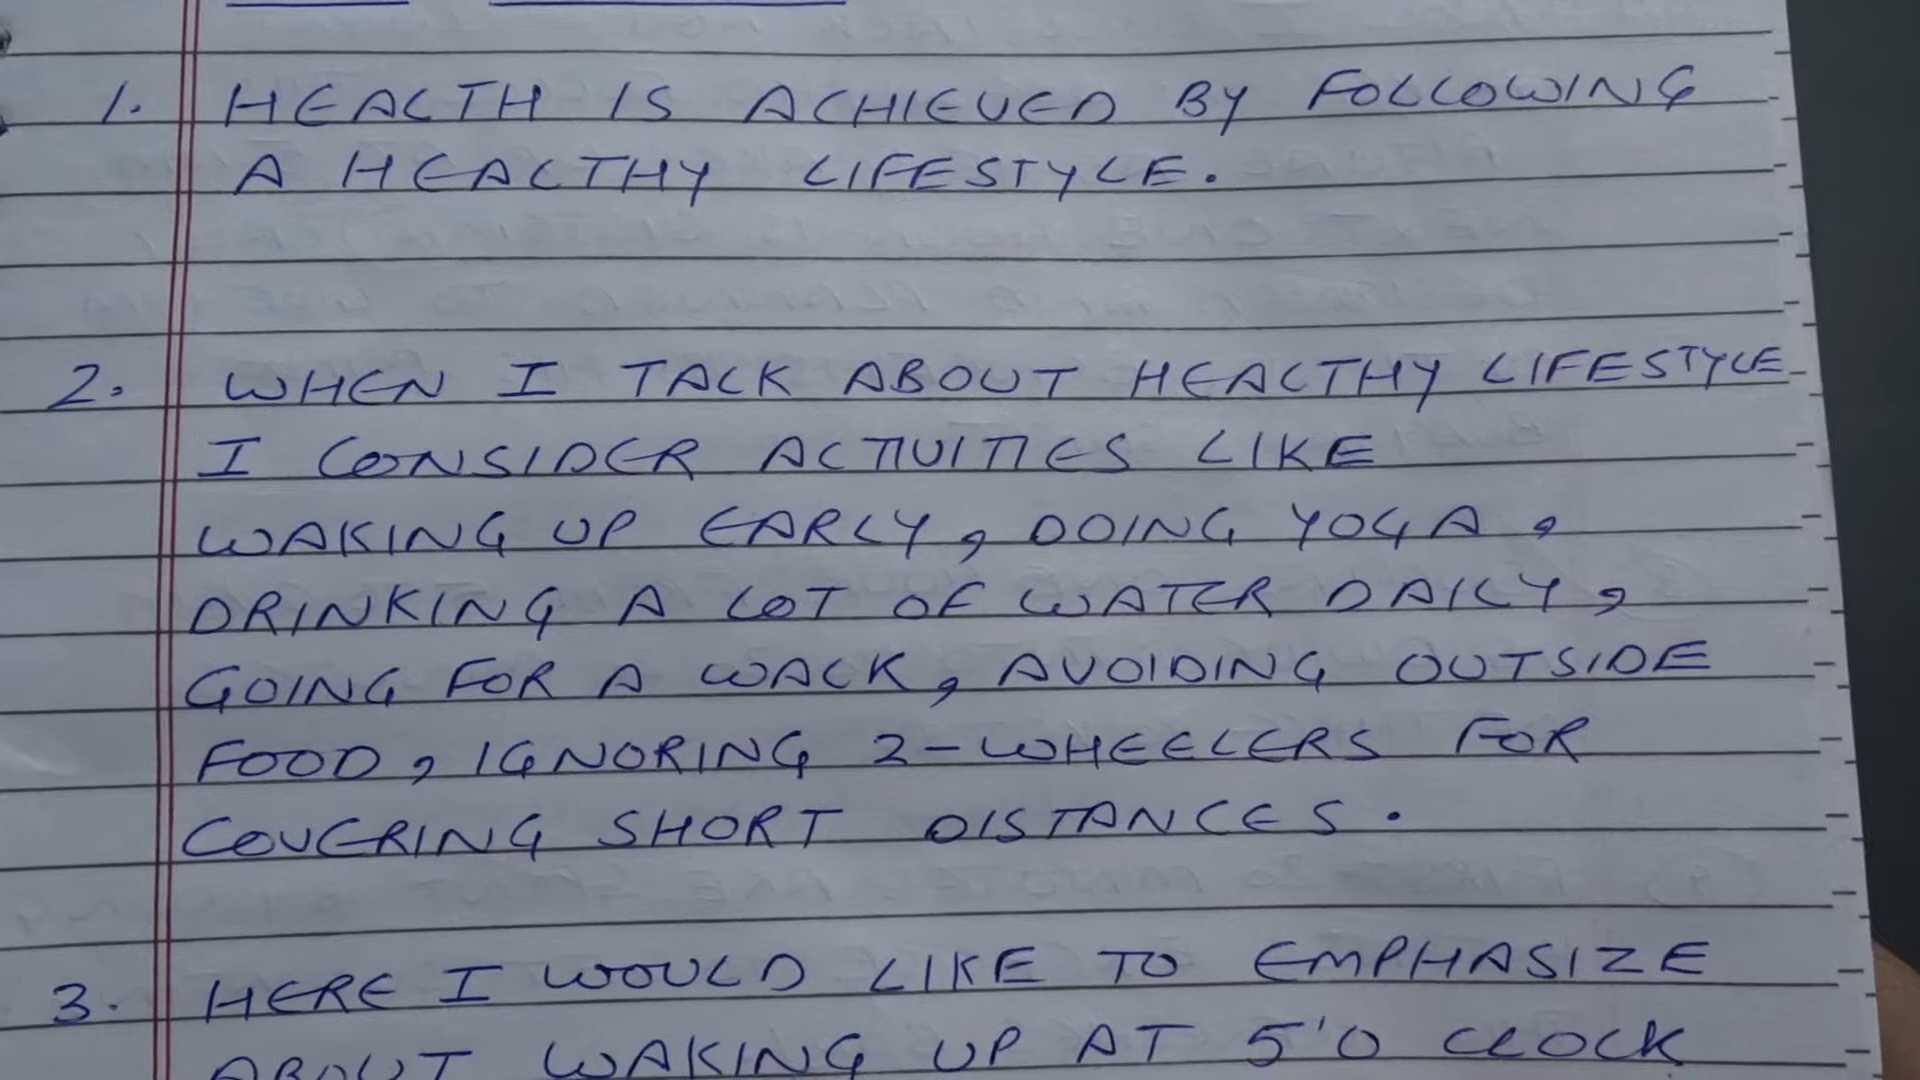 1. HEALTH IS ACHIEVED BY FOLLOWING
A HEALTHY LIFESTYLE.
2. WHEN I TALK ABOUT HEALTHY LIFESTYLE
I CONSIDER ACTIVITIES LIKE
WAKING UP EARLY, DOING YOGA,
DRINKING A LOT OF WATER DAILY,
GOING FOR A WALK, AVOIDING OUTSIDE
FOOD, IGNORING 2-WHEELERS FOR
COVERING SHORT DISTANCES.
3. HERE I WOULD LIKE TO EMPHASIZE
ABOUT WAKING UP AT 5'O CLOCK